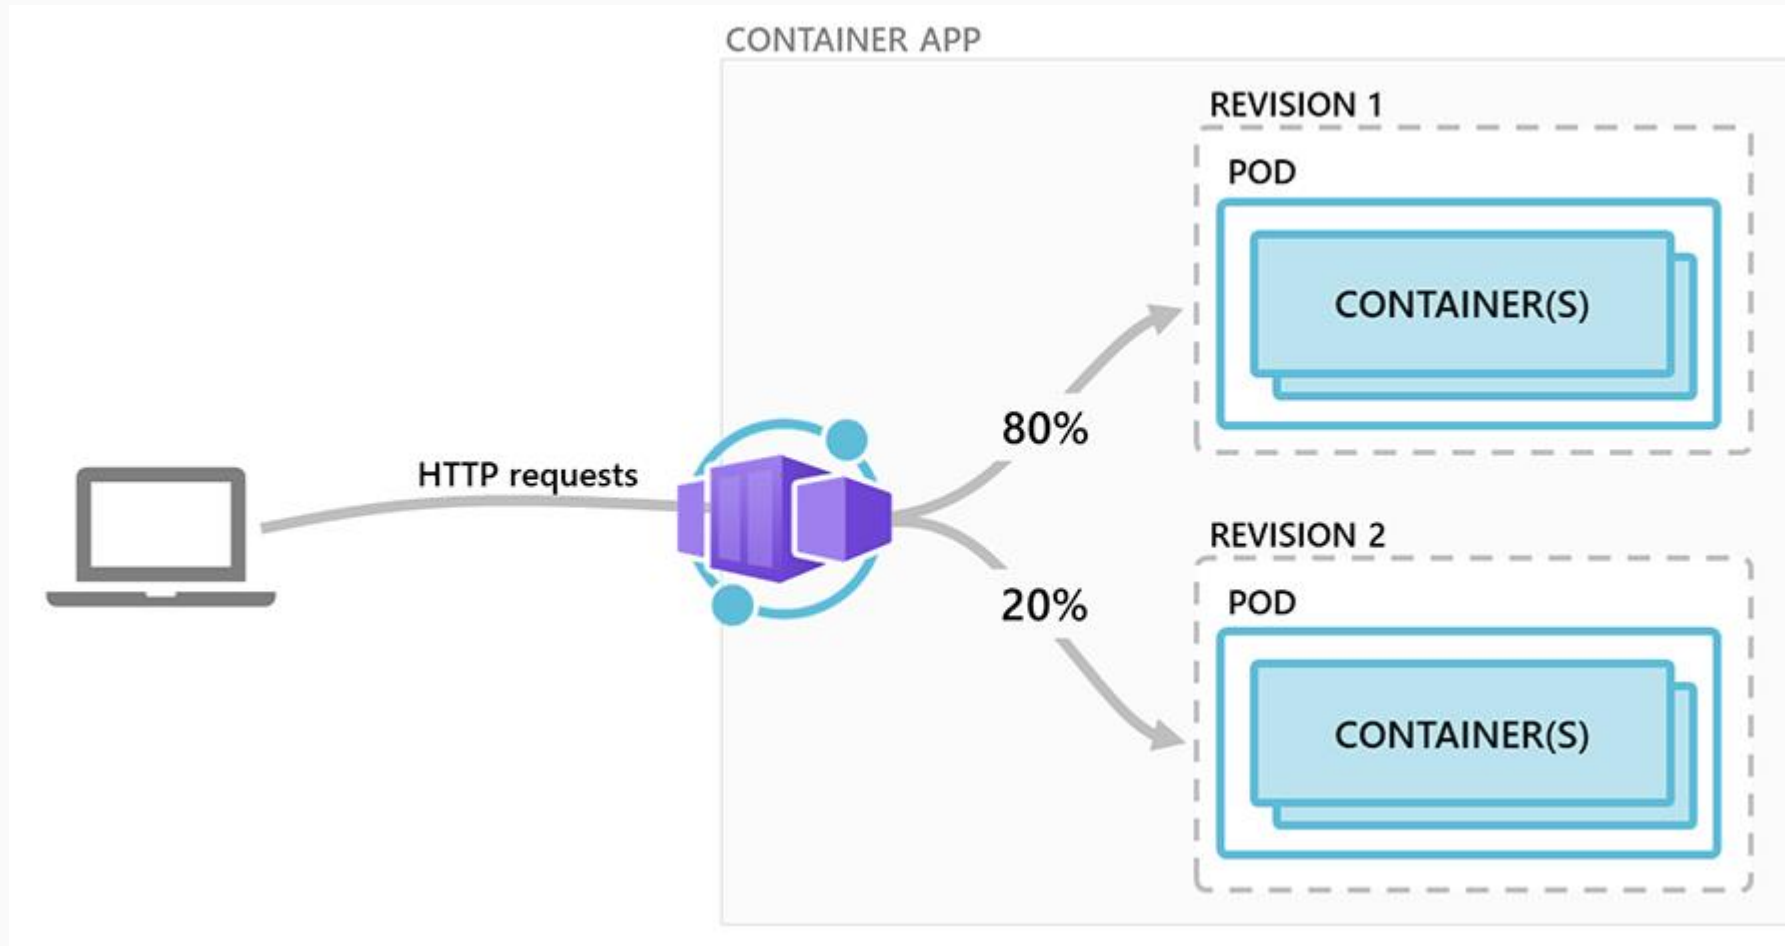 CONTAINER APP
REVISION 1
POD
CONTAINER(S)
80%
HTTP requests
20%
REVISION 2
POD
CONTAINER(S)